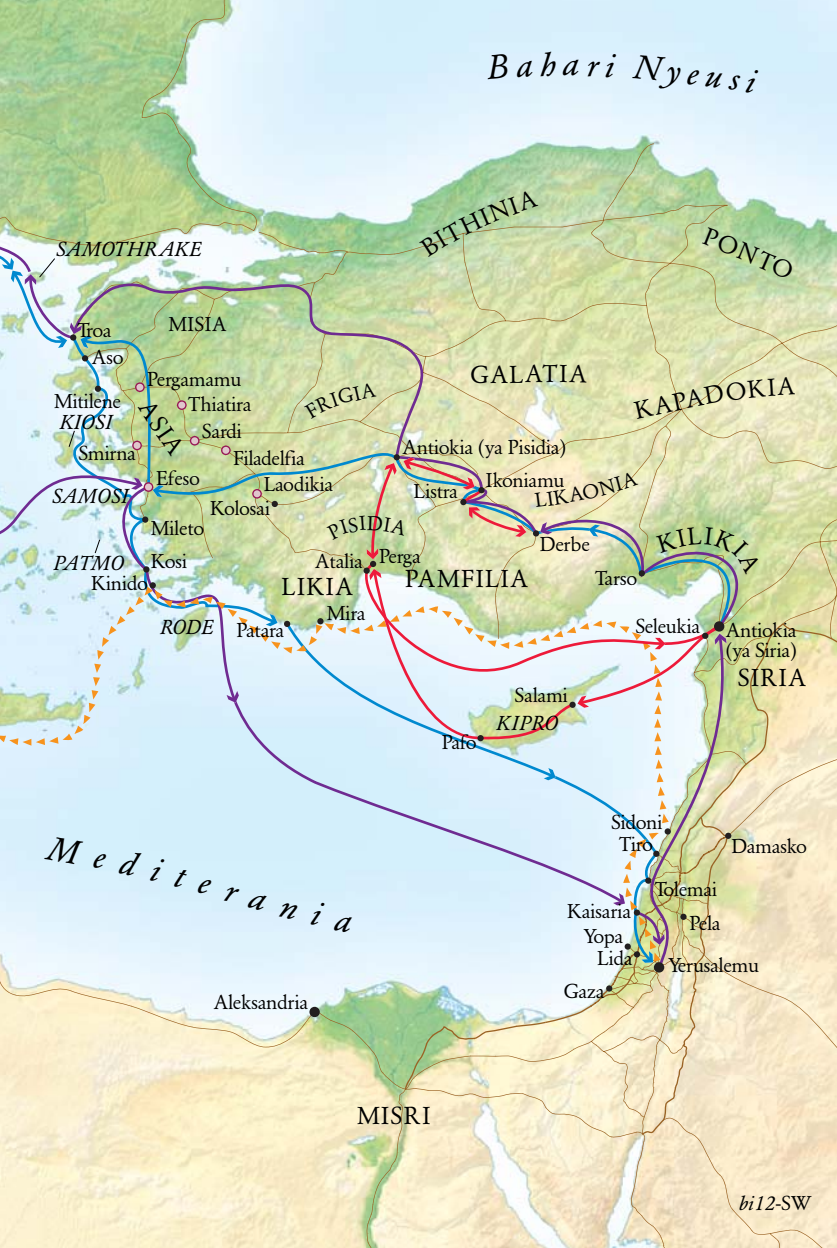 Bahari Nyeusi
BITHINIA
PONTO
SAMOTHRAKE
MISIA
Troa
Aso
GALATIA
KAPADOKIA
Pergamamu
Mitilene
Thiatira
FRIGIA
KIOSI
ASIA
Sardi
Smirna
Filadelfia
Antiokia (ya Pisidia)
Efeso
Laodikia
Ikoniamu
Listra
LIKAONIA
SAMOSI
Kolosai
Mileto
PISIDIA
Derbe
KILIKIA
PATMO
Kosi
Atalia
Perga
Kinido
LIKIA
PAMFILIA
Tarso
Mira
RODE
Patara
Seleukia
Antiokia
(ya Siria)
SIRIA
Salami
KIPRO
Pafo
Sidoni
Tiro
Damasko
Mediterania
Tolemai
Kaisaria
Pela
Yopa
Lida
Yerusalemu
Gaza
Aleksandria
MISRI
bi12-SW